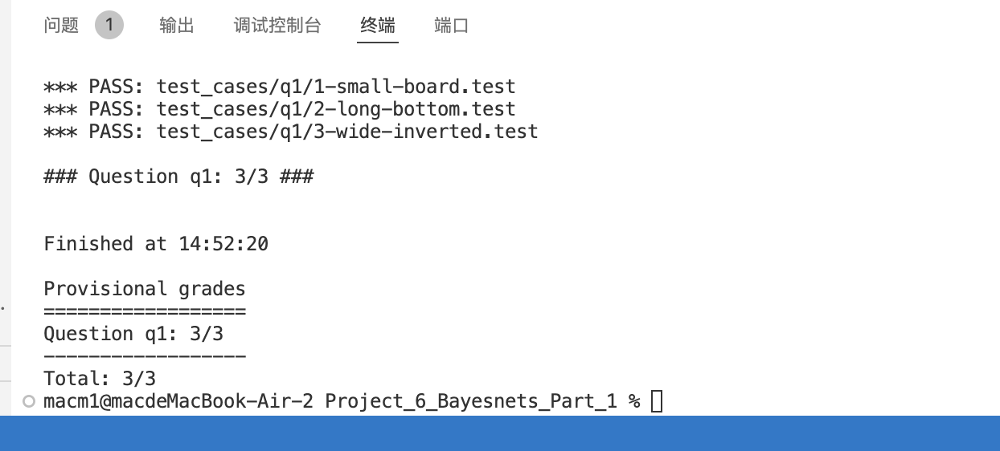 问题 1 输出 调试控制台 终端 端口
*** PASS: test_cases/q1/1-small-board.test
*** PASS: test_cases/q1/2-long-bottom.test
*** PASS: test_cases/q1/3-wide-inverted.test
### Question q1: 3/3 ###
Finished at 14:52:20
Provisional grades
==================
Question q1: 3/3
------------------
Total: 3/3
macm1@macdeMacBook-Air-2 Project_6_Bayesnets_Part_1 %